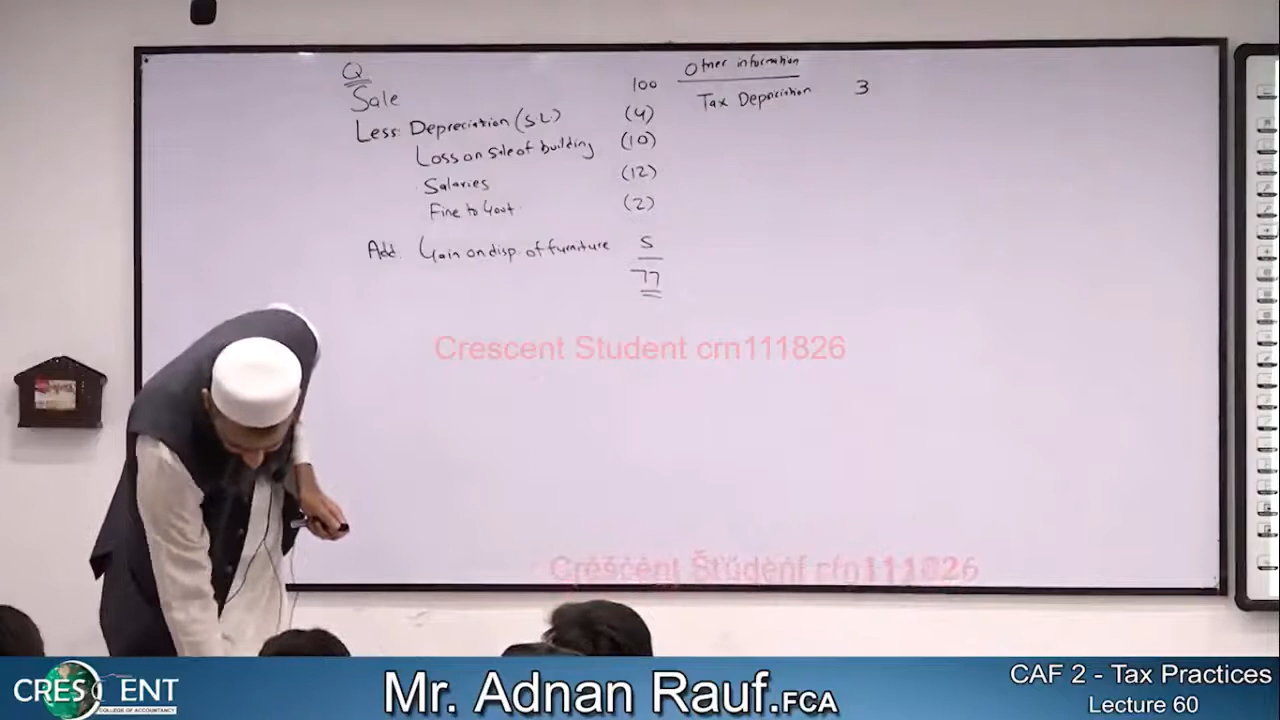 Q
Sale 100
Less: Depreciation (SL) (4)
Loss on sale of building (10)
Salaries (12)
Fine to Govt. (2)
Add: Gain on disp. of furniture 5
77
Other information
Tax Depreciation 3
Crescent Student crn111826
Crescent Student crn111826
CRESCENT
COLLEGE OF ACCOUNTANCY
Mr. Adnan Rauf.FCA
CAF 2 - Tax Practices
Lecture 60